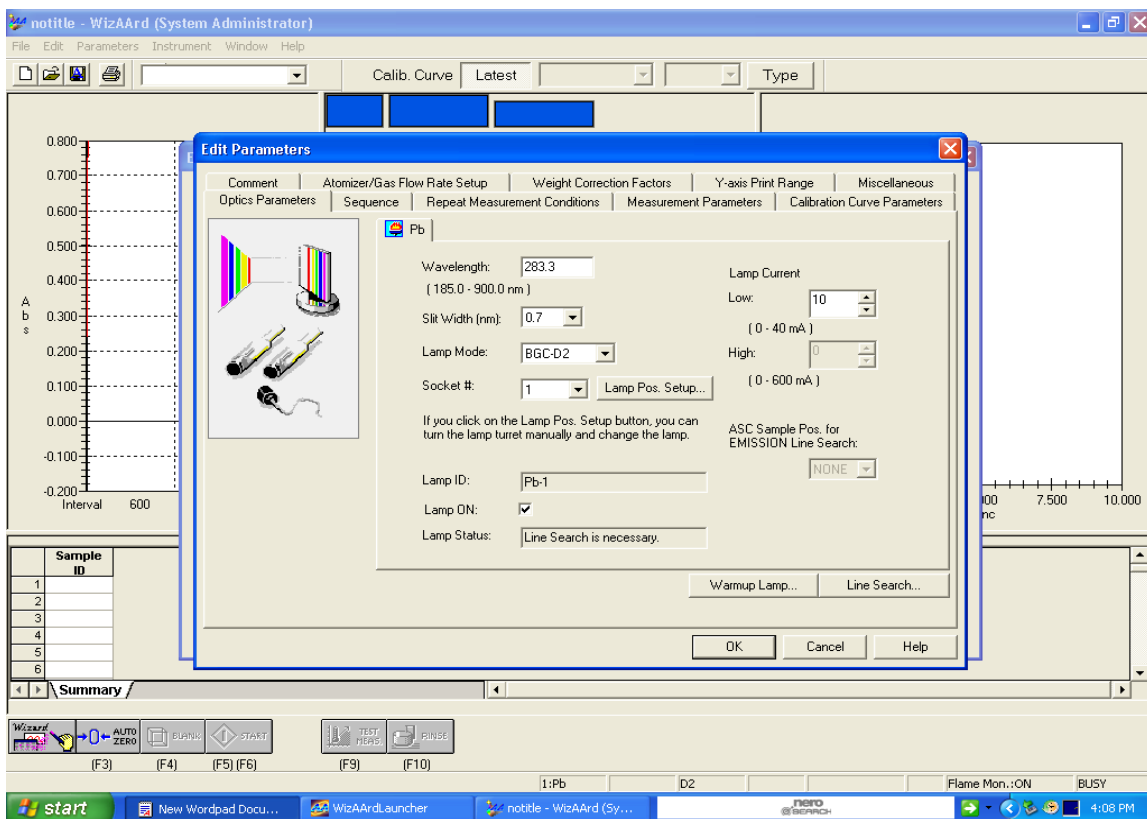 notitle - WizAArd (System Administrator)
File Edit Parameters Instrument Window Help
Calib. Curve Latest Type
Edit Parameters
Comment Atomizer/Gas Flow Rate Setup Weight Correction Factors Y-axis Print Range Miscellaneous
Optics Parameters Sequence Repeat Measurement Conditions Measurement Parameters Calibration Curve Parameters
Pb
Wavelength: 283.3
( 185.0 - 900.0 nm )
Slit Width (nm): 0.7
Lamp Mode: BGC-D2
Socket #: 1 Lamp Pos. Setup...
If you click on the Lamp Pos. Setup button, you can
turn the lamp turret manually and change the lamp.
Lamp ID: Pb-1
Lamp ON:
Lamp Status: Line Search is necessary.
Lamp Current
Low: 10
( 0 - 40 mA )
High: 0
( 0 - 600 mA )
ASC Sample Pos. for
EMISSION Line Search:
NONE
Warmup Lamp... Line Search...
OK Cancel Help
0.800
0.700
0.600
0.500
0.400
0.300
0.200
0.100
0.000
-0.100
-0.200
Abs
Interval 600
7.500 10.000
Sample
ID
1
2
3
4
5
6
Summary
Wizard AUTO ZERO BLANK START TEST MEAS. RINSE
(F3) (F4) (F5) (F6) (F9) (F10)
1:Pb D2 Flame Mon.:ON BUSY
start New Wordpad Docu... WizAArdLauncher notitle - WizAArd (Sy... nero SEARCH 4:08 PM